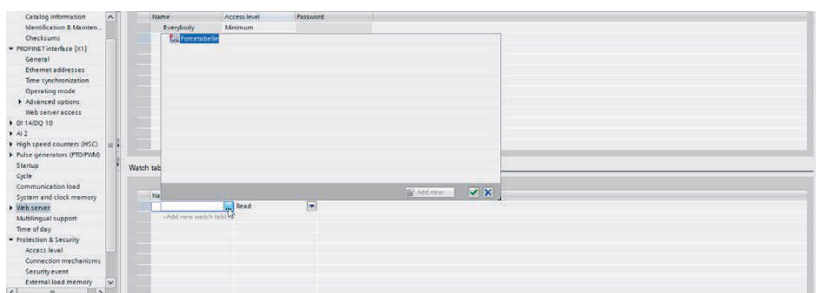 Catalog information
Identification & Mainten...
Checksums
PROFINET interface [X1]
General
Ethernet addresses
Time synchronization
Operating mode
Advanced options
Web server access
DI 14/DQ 10
AI 2
High speed counters (HSC)
Pulse generators (PTO/PWM)
Startup
Cycle
Communication load
System and clock memory
Web server
Multilingual support
Time of day
Protection & Security
Access level
Connection mechanisms
Security event
External load memory
Name Access level Password
Everybody Minimum
Forcetabelle
Watch tab
Add new
Na
Read
<Add new watch tabl